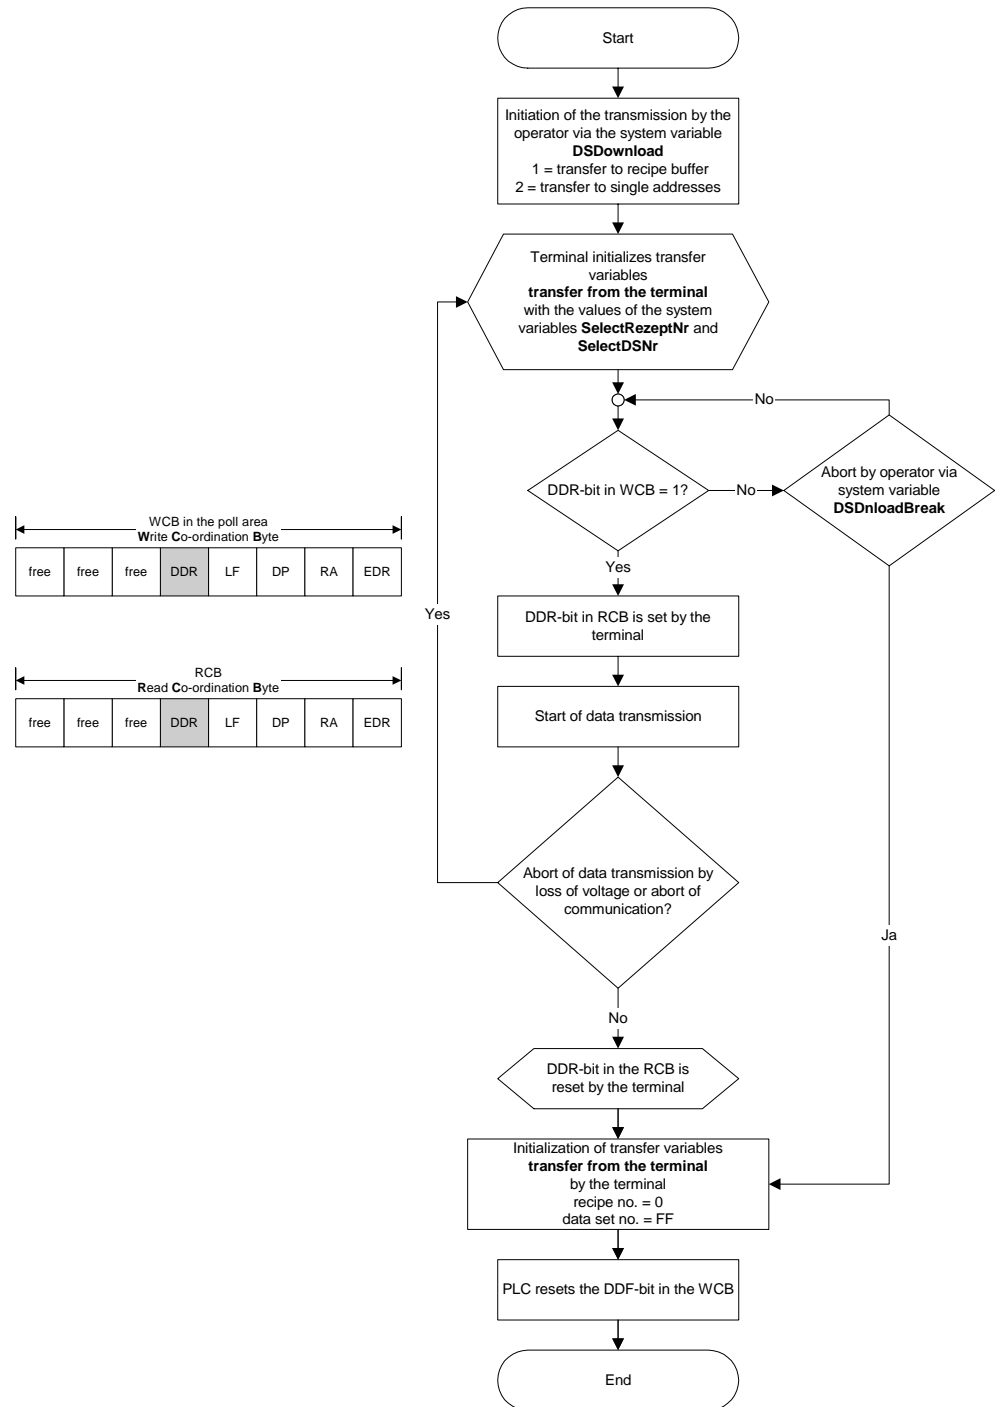 Start
Initiation of the transmission by the
operator via the system variable
DSDownload
1 = transfer to recipe buffer
2 = transfer to single addresses
Terminal initializes transfer
variables
transfer from the terminal
with the values of the system
variables SelectRezeptNr and
SelectDSNr
No
DDR-bit in WCB = 1?
No
Abort by operator via
system variable
DSDnloadBreak
WCB in the poll area
Write Co-ordination Byte
free free free DDR LF DP RA EDR
Yes
DDR-bit in RCB is set by the
terminal
Yes
RCB
Read Co-ordination Byte
free free free DDR LF DP RA EDR
Start of data transmission
Abort of data transmission by
loss of voltage or abort of
communication?
Ja
No
DDR-bit in the RCB is
reset by the terminal
Initialization of transfer variables
transfer from the terminal
by the terminal
recipe no. = 0
data set no. = FF
PLC resets the DDF-bit in the WCB
End